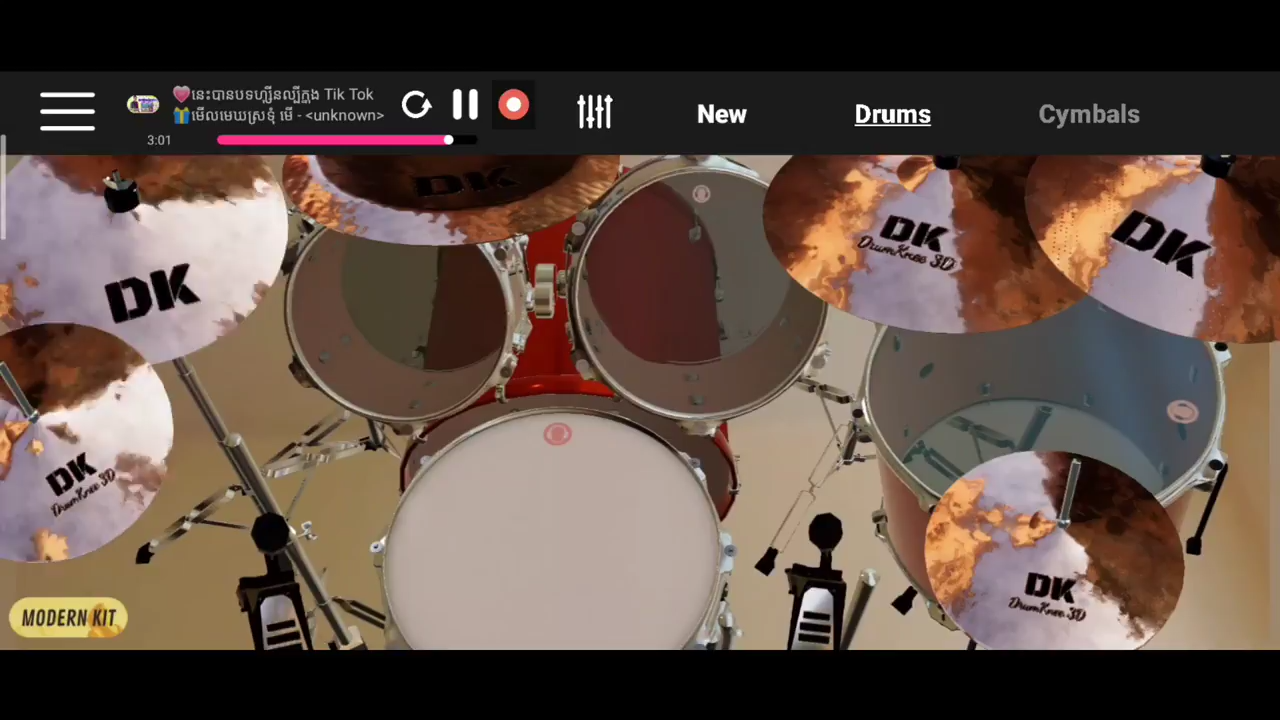 💗នេះបានបទហ្សីនល្បីក្នុង Tik Tok
🎁មើលមេឃស្រទុំ មើ - <unknown>
3:01
New
Drums
Cymbals
DK
DK
DK
DrumKnee 3D
DK
DK
DrumKnee 3D
DK
DrumKnee 3D
MODERN KIT